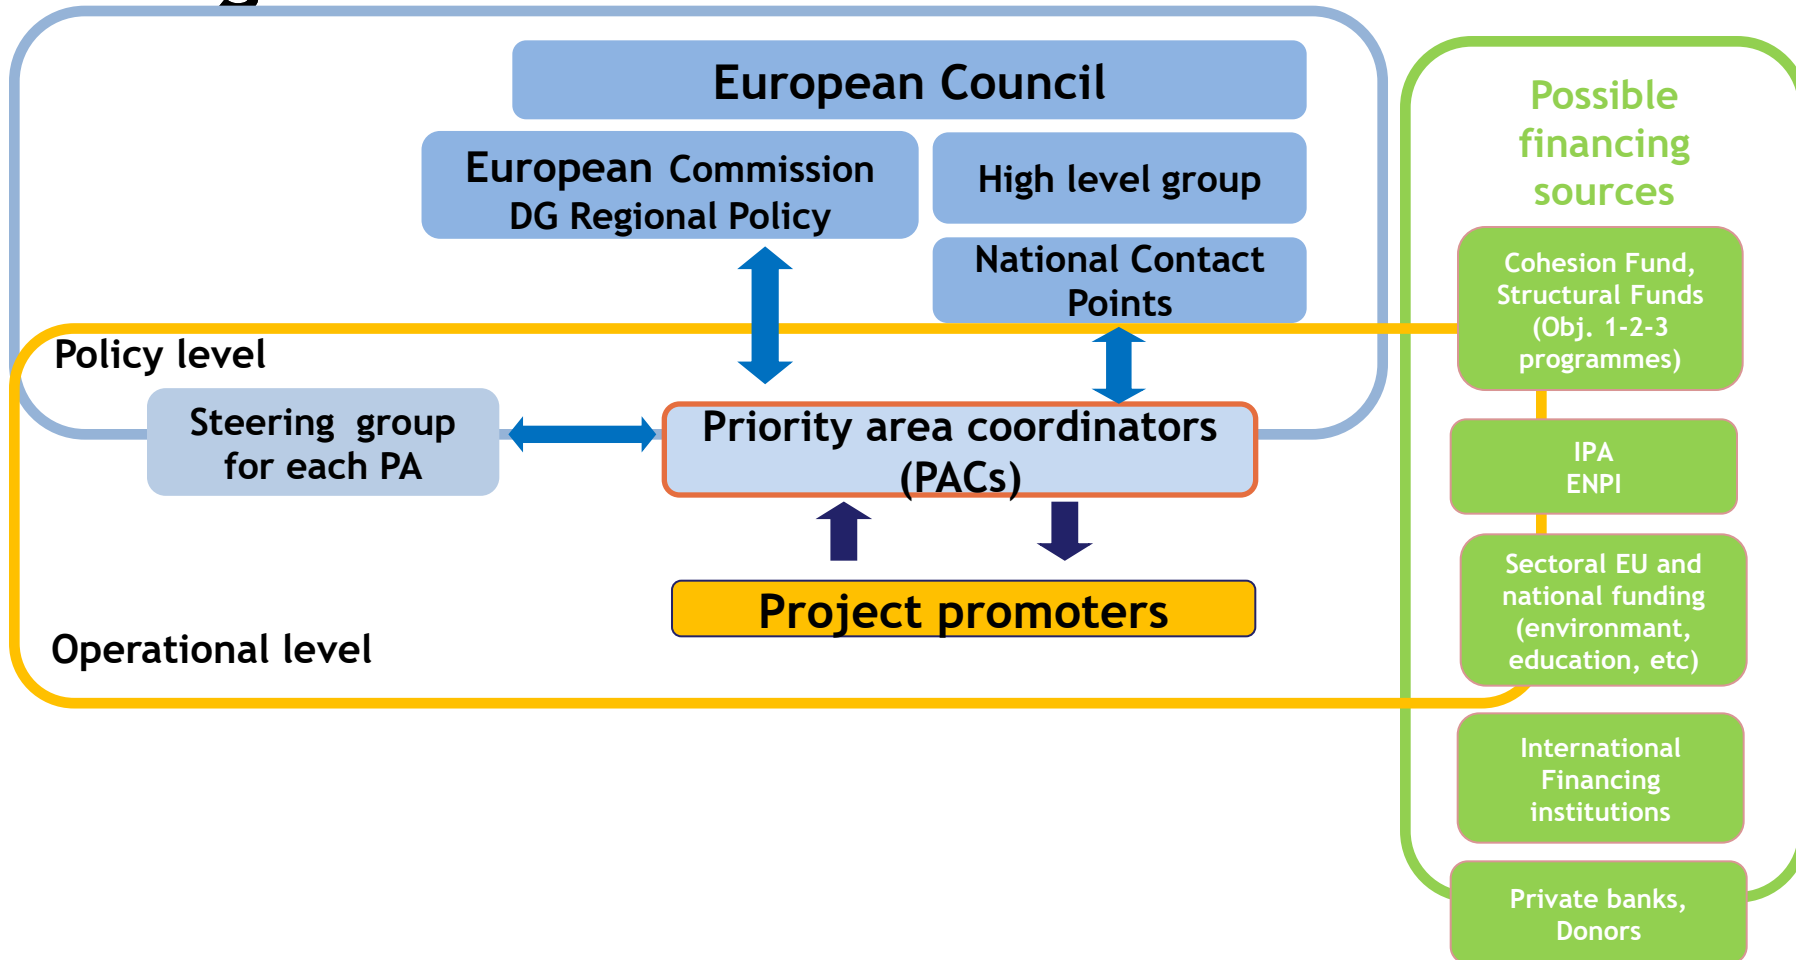 European Council
European Commission
DG Regional Policy
High level group
National Contact
Points
Policy level
Steering group
for each PA
Priority area coordinators
(PACs)
Project promoters
Operational level
Possible
financing
sources
Cohesion Fund,
Structural Funds
(Obj. 1-2-3
programmes)
IPA
ENPI
Sectoral EU and
national funding
(environmant,
education, etc)
International
Financing
institutions
Private banks,
Donors